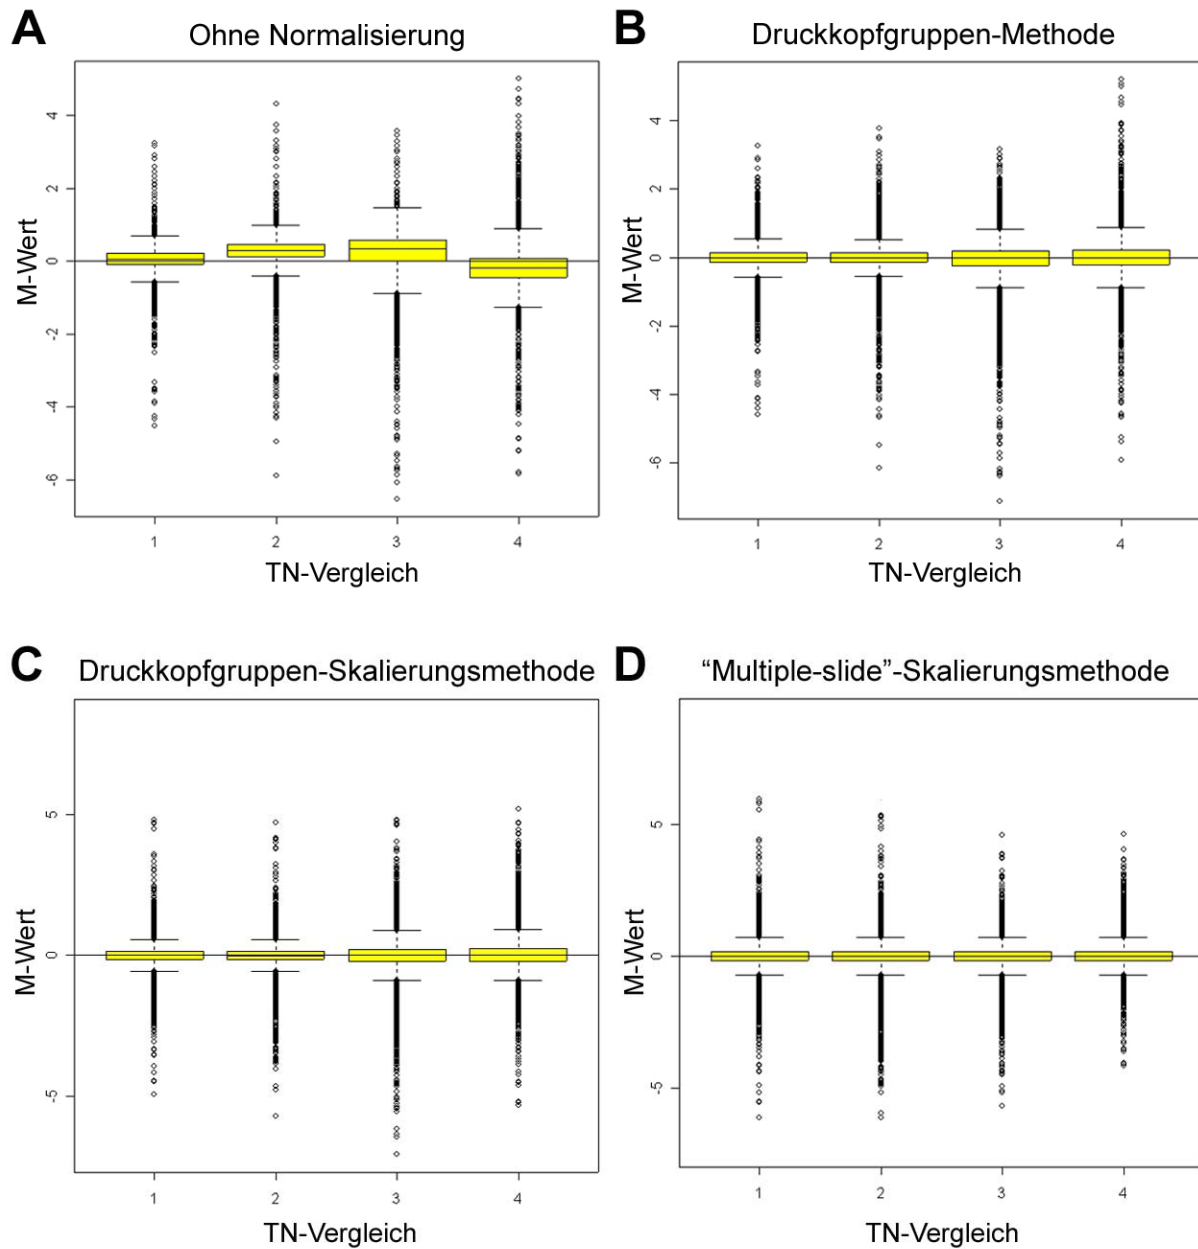 A Ohne Normalisierung
4
2
0
-2
-4
-6
M-Wert
1 2 3 4
TN-Vergleich
B Druckkopfgruppen-Methode
4
2
0
-2
-4
-6
M-Wert
1 2 3 4
TN-Vergleich
C Druckkopfgruppen-Skalierungsmethode
5
0
-5
M-Wert
1 2 3 4
TN-Vergleich
D “Multiple-slide”-Skalierungsmethode
5
0
-5
M-Wert
1 2 3 4
TN-Vergleich